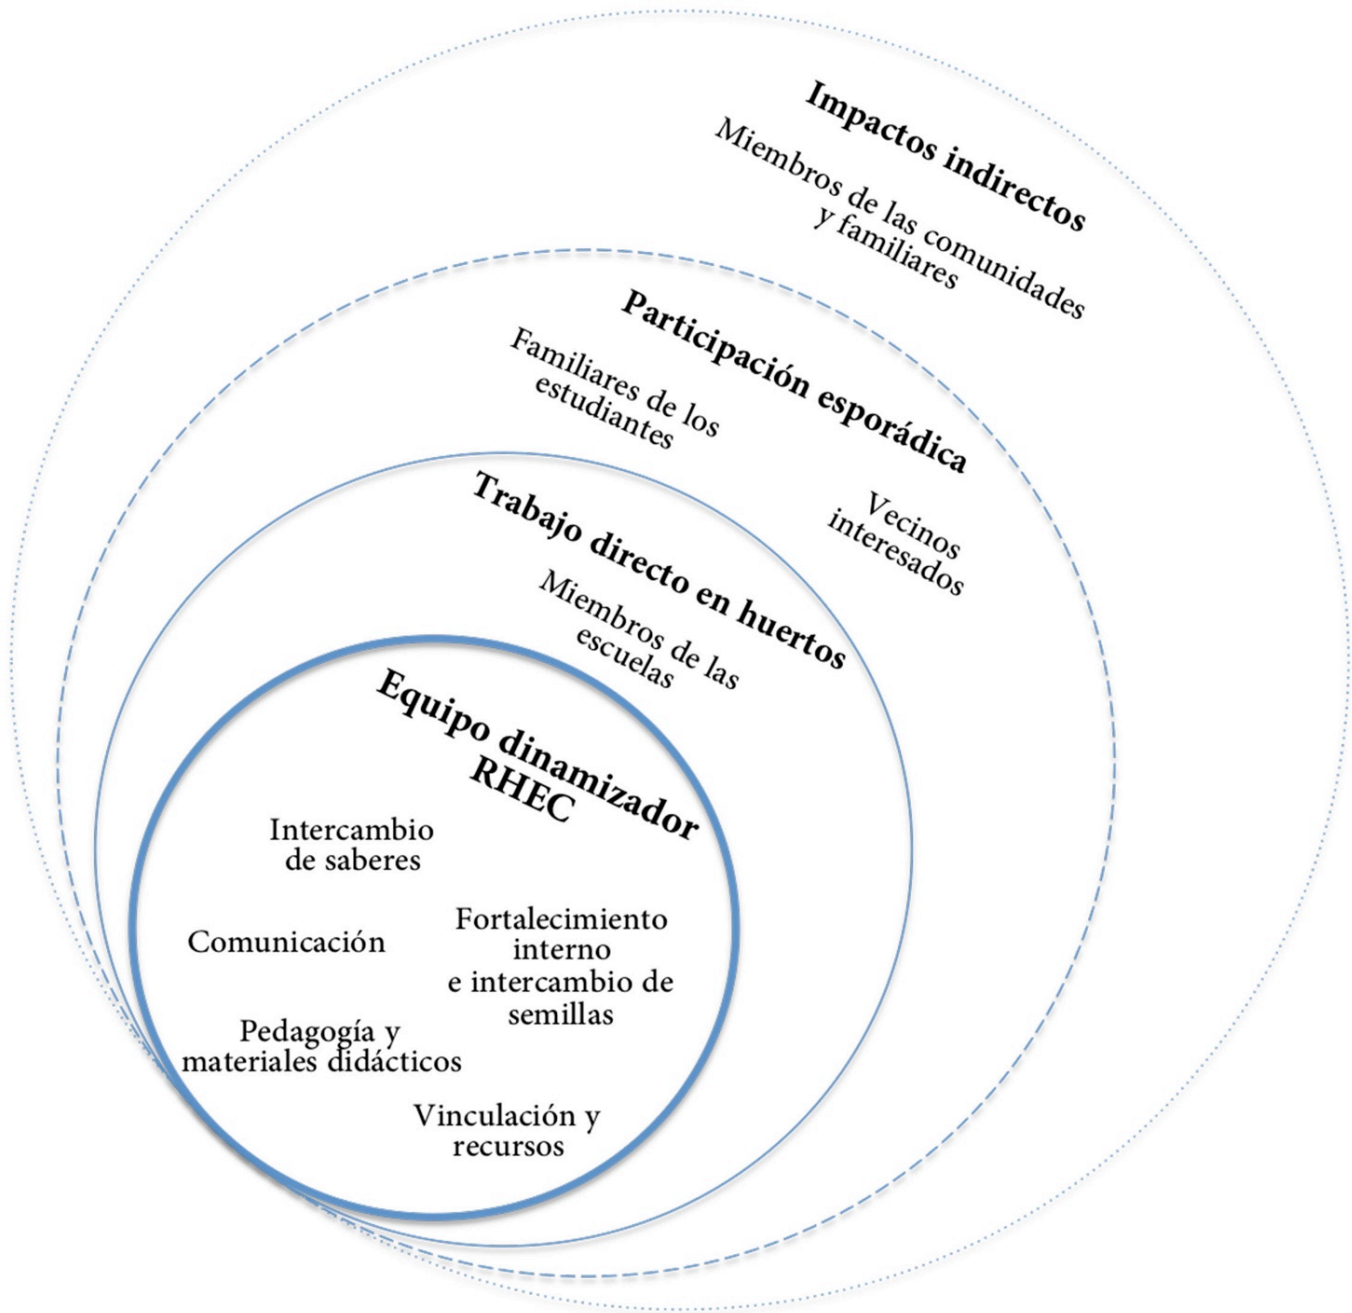 Impactos indirectos
Miembros de las comunidades
y familiares
Participación esporádica
Familiares de los
estudiantes
Vecinos
interesados
Trabajo directo en huertos
Miembros de las
escuelas
Equipo dinamizador
RHEC
Intercambio
de saberes
Comunicación
Fortalecimiento
interno
e intercambio de
semillas
Pedagogía y
materiales didácticos
Vinculación y
recursos